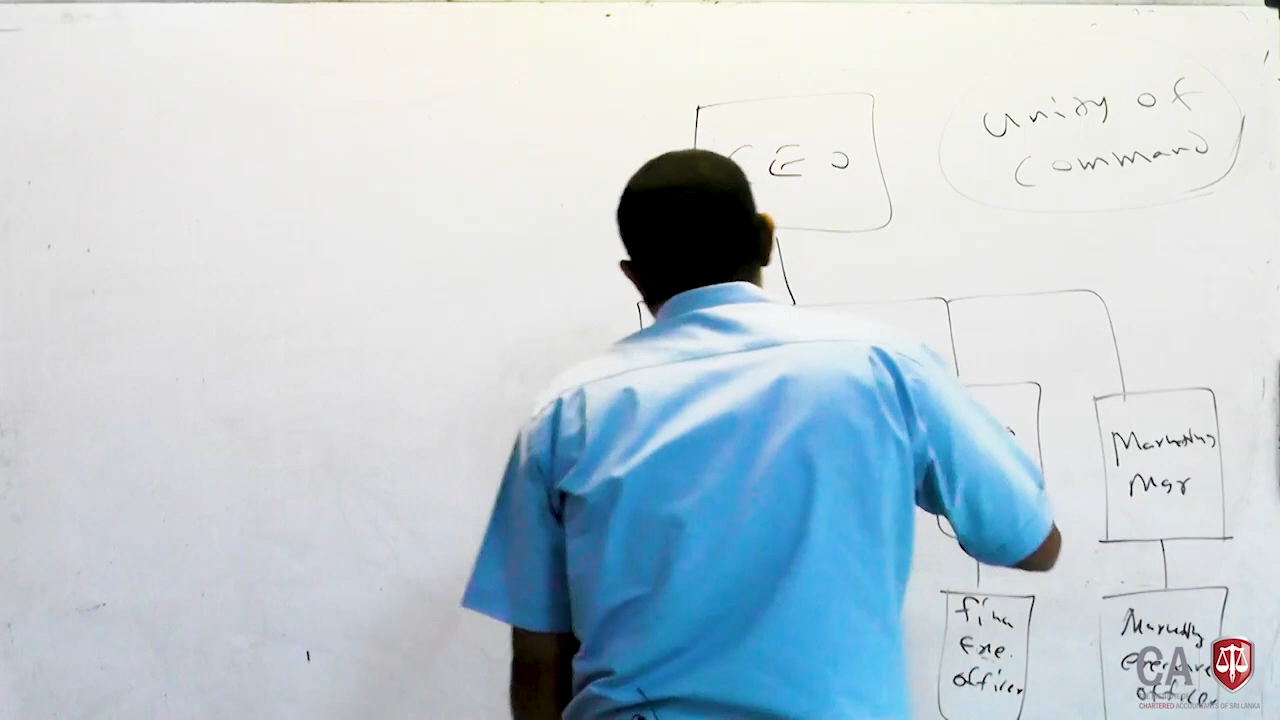 CEO
Unity of
Command
Marketing
Mgr
Fina
Exe.
officer
Marketing
Executive
officer
CA
CHARTERED ACCOUNTANTS OF SRI LANKA